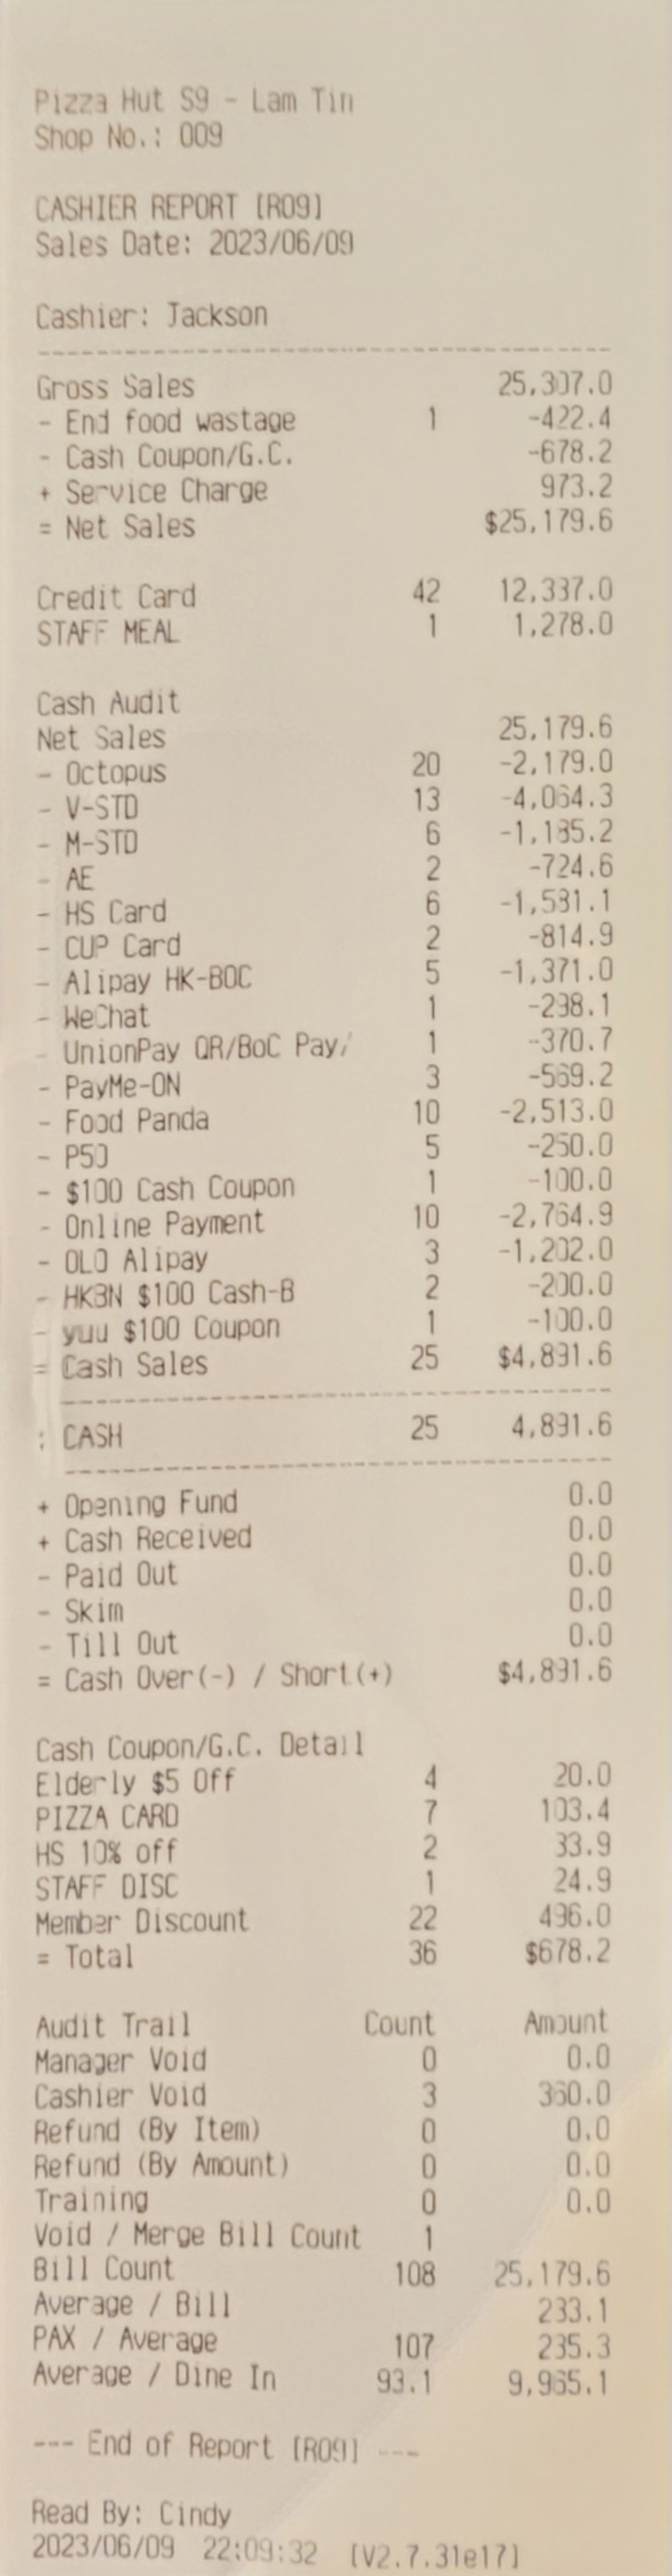 Pizza Hut S9 - Lam Tin
Shop No.: 009
CASHIER REPORT [R09]
Sales Date: 2023/06/09
Cashier: Jackson
Gross Sales 25,307.0
- End food wastage 1 -422.4
- Cash Coupon/G.C. -678.2
+ Service Charge 973.2
= Net Sales $25,179.6
Credit Card 42 12,337.0
STAFF MEAL 1 1,278.0
Cash Audit
Net Sales 25,179.6
- Octopus 20 -2,179.0
- V-STD 13 -4,064.3
- M-STD 6 -1,185.2
- AE 2 -724.6
- HS Card 6 -1,581.1
- CUP Card 2 -814.9
- Alipay HK-BOC 5 -1,371.0
- WeChat 1 -298.1
- UnionPay QR/BoC Pay/ 1 -370.7
- PayMe-ON 3 -569.2
- Food Panda 10 -2,513.0
- P50 5 -250.0
- $100 Cash Coupon 1 -100.0
- Online Payment 10 -2,764.9
- OLO Alipay 3 -1,202.0
- HKBN $100 Cash-B 2 -200.0
- yuu $100 Coupon 1 -100.0
= Cash Sales 25 $4,891.6
: CASH 25 4,891.6
+ Opening Fund 0.0
+ Cash Received 0.0
- Paid Out 0.0
- Skim 0.0
- Till Out 0.0
= Cash Over(-) / Short(+) $4,891.6
Cash Coupon/G.C. Detail
Elderly $5 Off 4 20.0
PIZZA CARD 7 103.4
HS 10% off 2 33.9
STAFF DISC 1 24.9
Member Discount 22 496.0
= Total 36 $678.2
Audit Trail Count Amount
Manager Void 0 0.0
Cashier Void 3 360.0
Refund (By Item) 0 0.0
Refund (By Amount) 0 0.0
Training 0 0.0
Void / Merge Bill Count 1
Bill Count 108 25,179.6
Average / Bill 233.1
PAX / Average 107 235.3
Average / Dine In 93.1 9,965.1
--- End of Report [R09] ---
Read By: Cindy
2023/06/09 22:09:32 [V2.7.31e17]